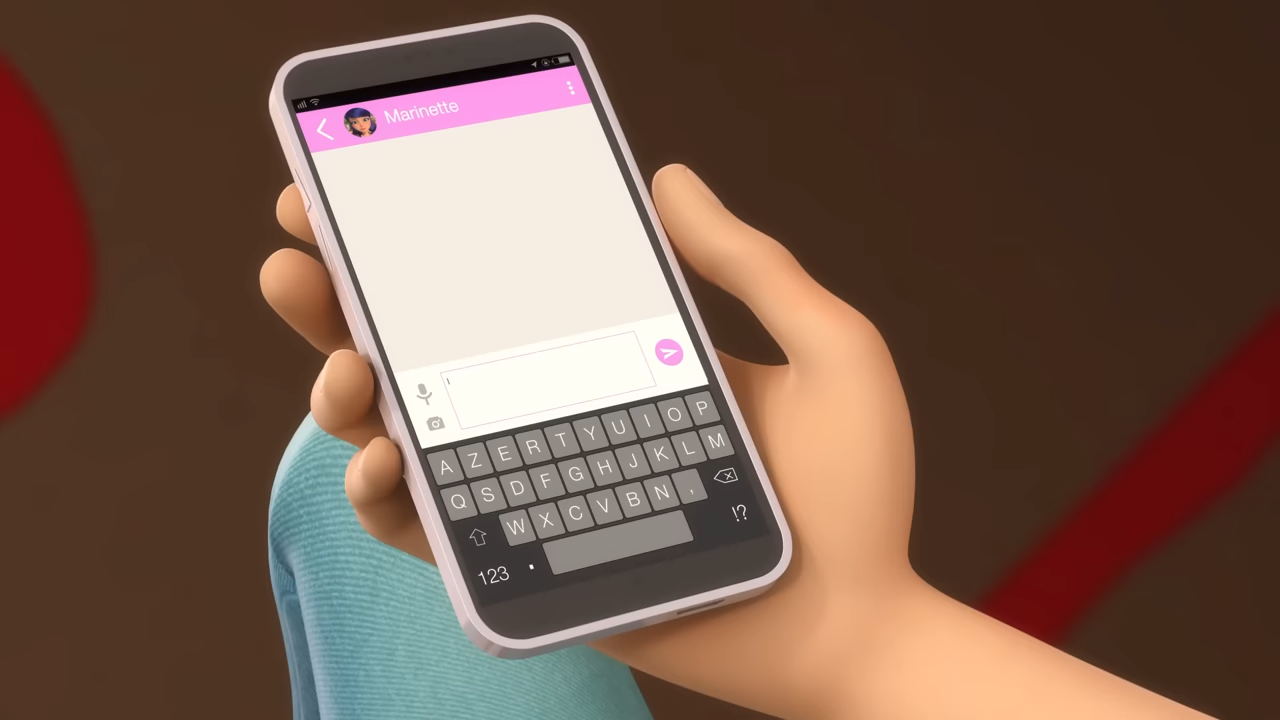 Marinette
A Z E R T Y U I O P
Q S D F G H J K L M
W X C V B N ,
!?
123 .